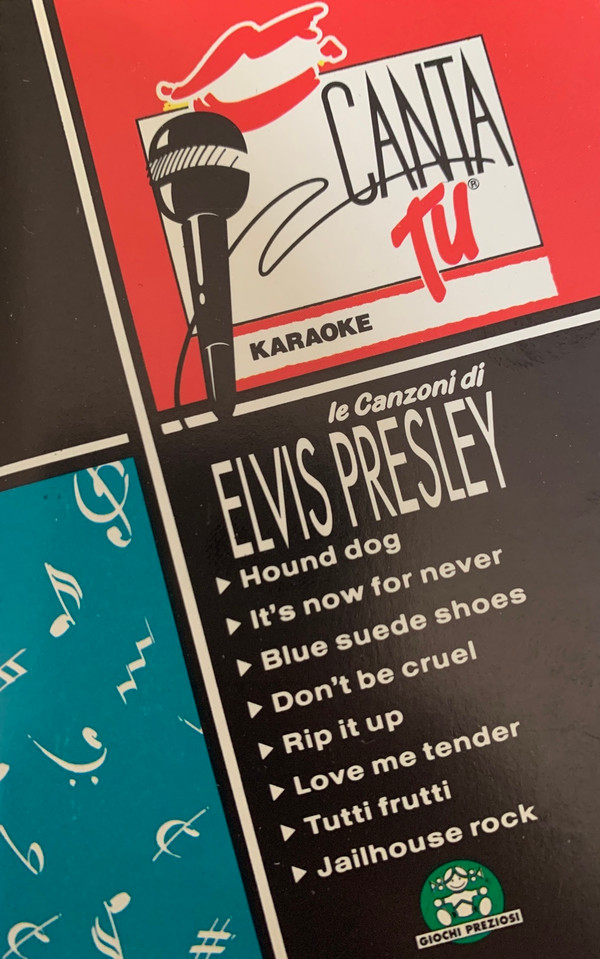 CANTA
TU®
KARAOKE
le Canzoni di
ELVIS PRESLEY
▶ Hound dog
▶ It's now for never
▶ Blue suede shoes
▶ Don't be cruel
▶ Rip it up
▶ Love me tender
▶ Tutti frutti
▶ Jailhouse rock
GIOCHI PREZIOSI